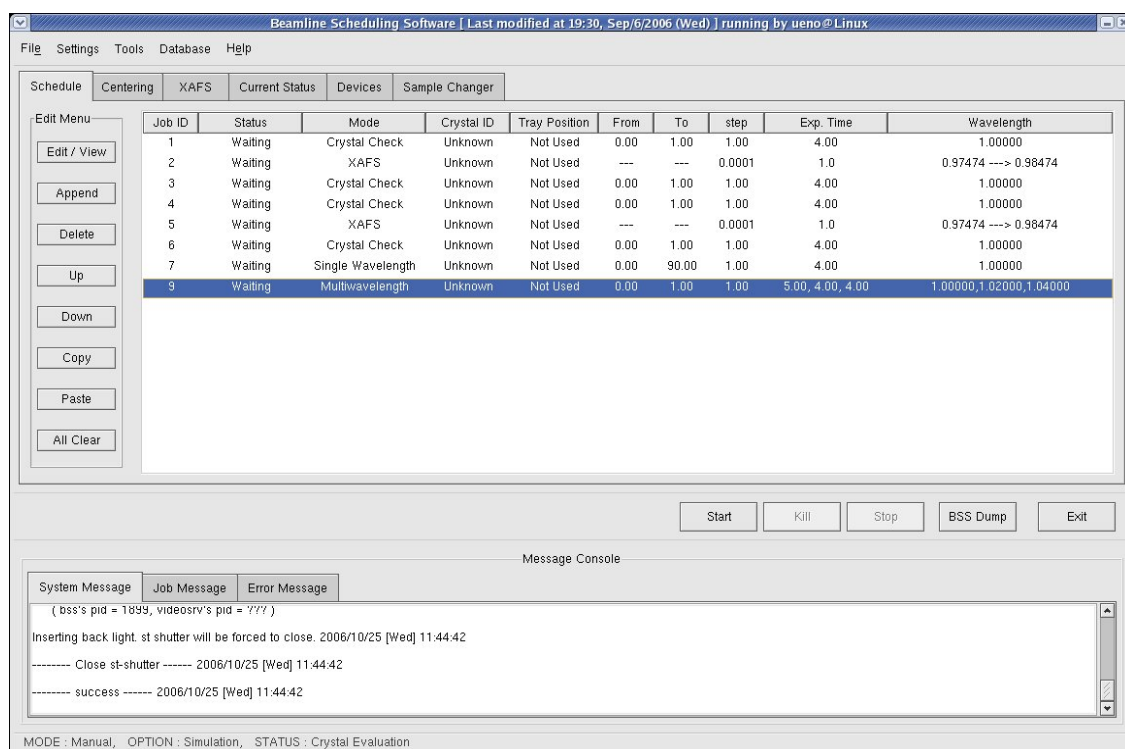 Beamline Scheduling Software [ Last modified at 19:30, Sep/6/2006 (Wed) ] running by ueno@Linux
File Settings Tools Database Help
Schedule Centering XAFS Current Status Devices Sample Changer
Edit Menu
Edit / View
Append
Delete
Up
Down
Copy
Paste
All Clear
Job ID Status Mode Crystal ID Tray Position From To step Exp. Time Wavelength
1 Waiting Crystal Check Unknown Not Used 0.00 1.00 1.00 4.00 1.00000
2 Waiting XAFS Unknown Not Used --- --- 0.0001 1.0 0.97474 ---> 0.98474
3 Waiting Crystal Check Unknown Not Used 0.00 1.00 1.00 4.00 1.00000
4 Waiting Crystal Check Unknown Not Used 0.00 1.00 1.00 4.00 1.00000
5 Waiting XAFS Unknown Not Used --- --- 0.0001 1.0 0.97474 ---> 0.98474
6 Waiting Crystal Check Unknown Not Used 0.00 1.00 1.00 4.00 1.00000
7 Waiting Single Wavelength Unknown Not Used 0.00 90.00 1.00 4.00 1.00000
9 Waiting Multiwavelength Unknown Not Used 0.00 1.00 1.00 5.00, 4.00, 4.00 1.00000,1.02000,1.04000
Start Kill Stop BSS Dump Exit
Message Console
System Message Job Message Error Message
( bss's pid = 1899, videosrv's pid = ??? )
Inserting back light. st shutter will be forced to close. 2006/10/25 [Wed] 11:44:42
-------- Close st-shutter ------ 2006/10/25 [Wed] 11:44:42
-------- success ------ 2006/10/25 [Wed] 11:44:42
MODE : Manual, OPTION : Simulation, STATUS : Crystal Evaluation